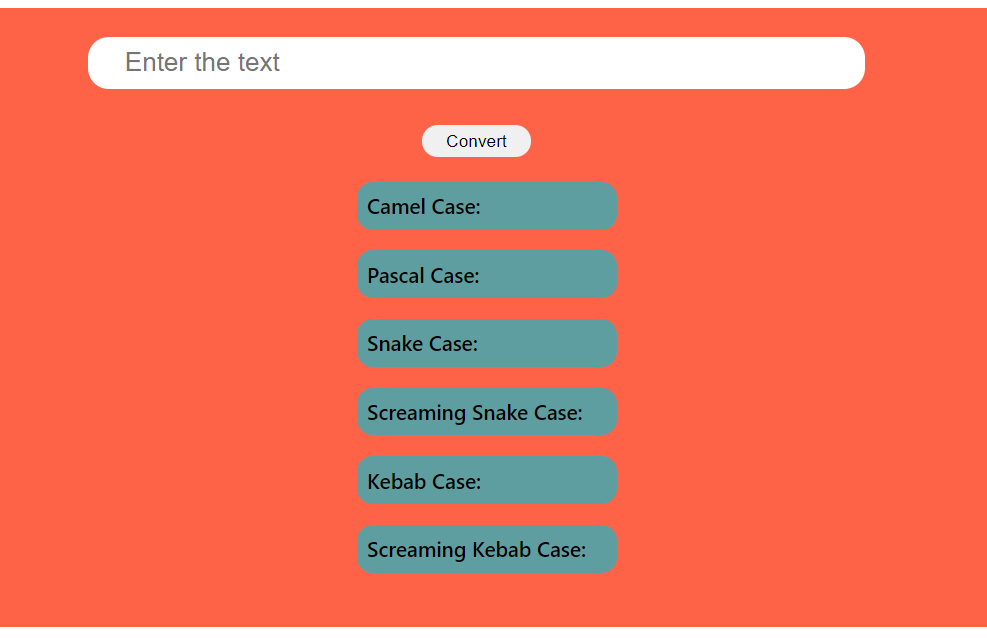 Enter the text
Convert
Camel Case:
Pascal Case:
Snake Case:
Screaming Snake Case:
Kebab Case:
Screaming Kebab Case: